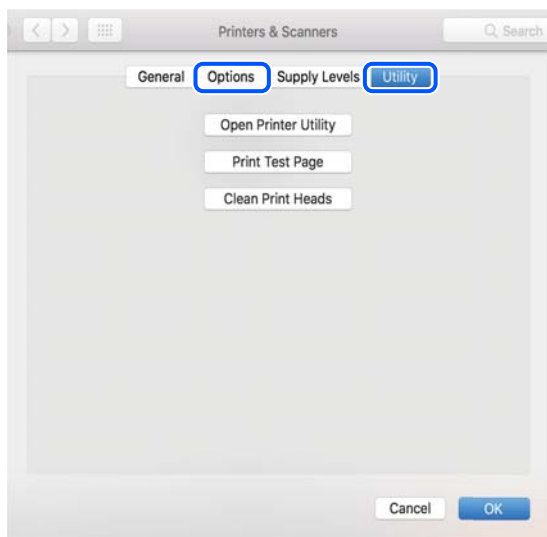 Printers & Scanners Search
General Options Supply Levels Utility
Open Printer Utility
Print Test Page
Clean Print Heads
Cancel OK